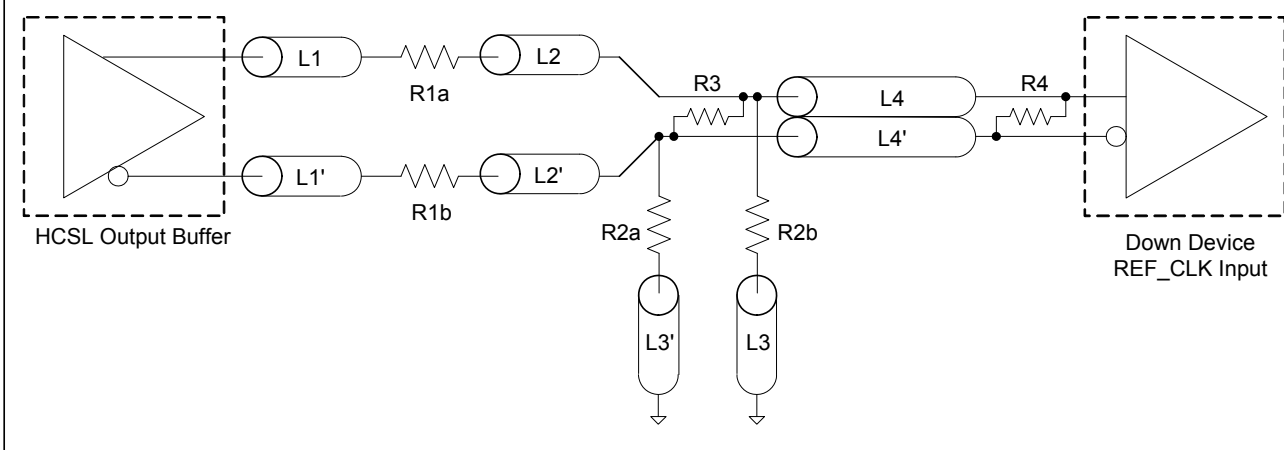 L1
R1a
L2
R3
L4
R4
L4'
L1'
R1b
L2'
HCSL Output Buffer
R2a
R2b
Down Device
REF_CLK Input
L3'
L3